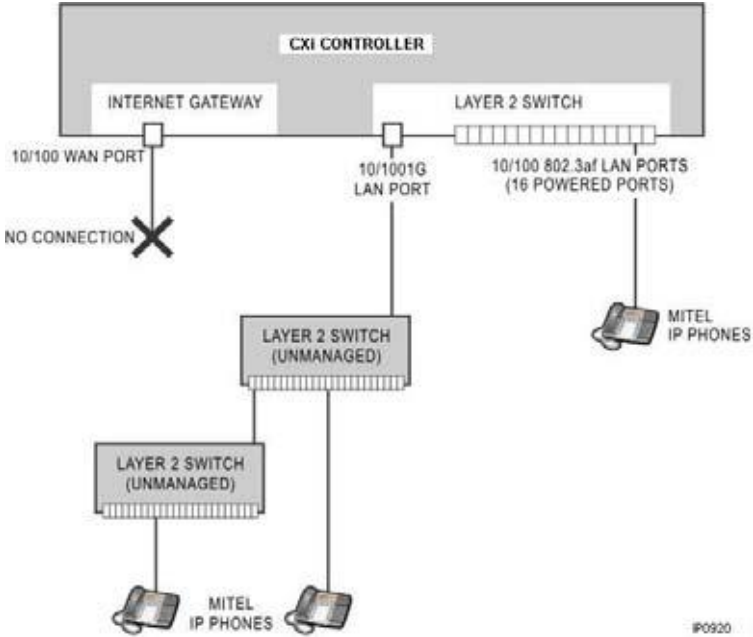 CXi CONTROLLER
INTERNET GATEWAY
LAYER 2 SWITCH
10/100 WAN PORT
10/1001G
LAN PORT
10/100 802.3af LAN PORTS
(16 POWERED PORTS)
NO CONNECTION
MITEL
IP PHONES
LAYER 2 SWITCH
(UNMANAGED)
LAYER 2 SWITCH
(UNMANAGED)
MITEL
IP PHONES
IP0920